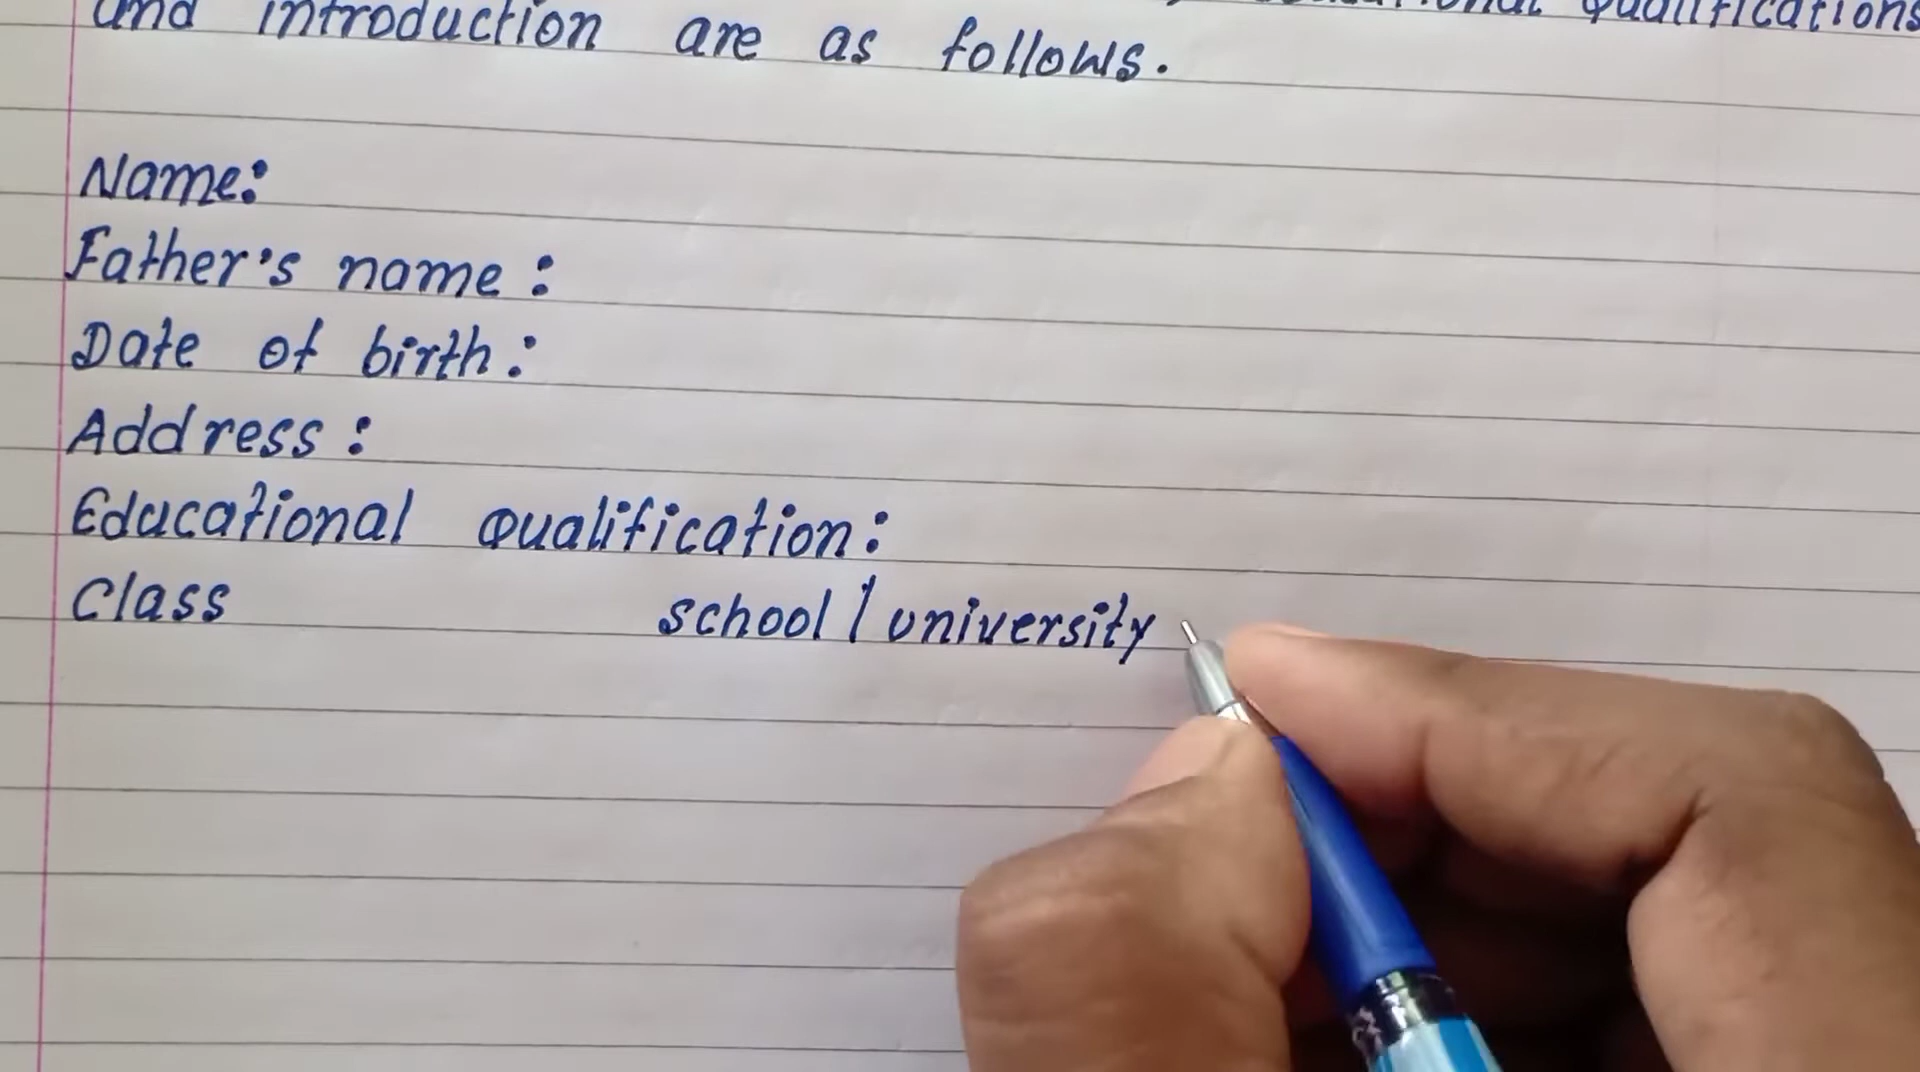 and introduction are as follows.
Name:
Father's name :
Date of birth :
Address :
Educational Qualification:
Class school / university